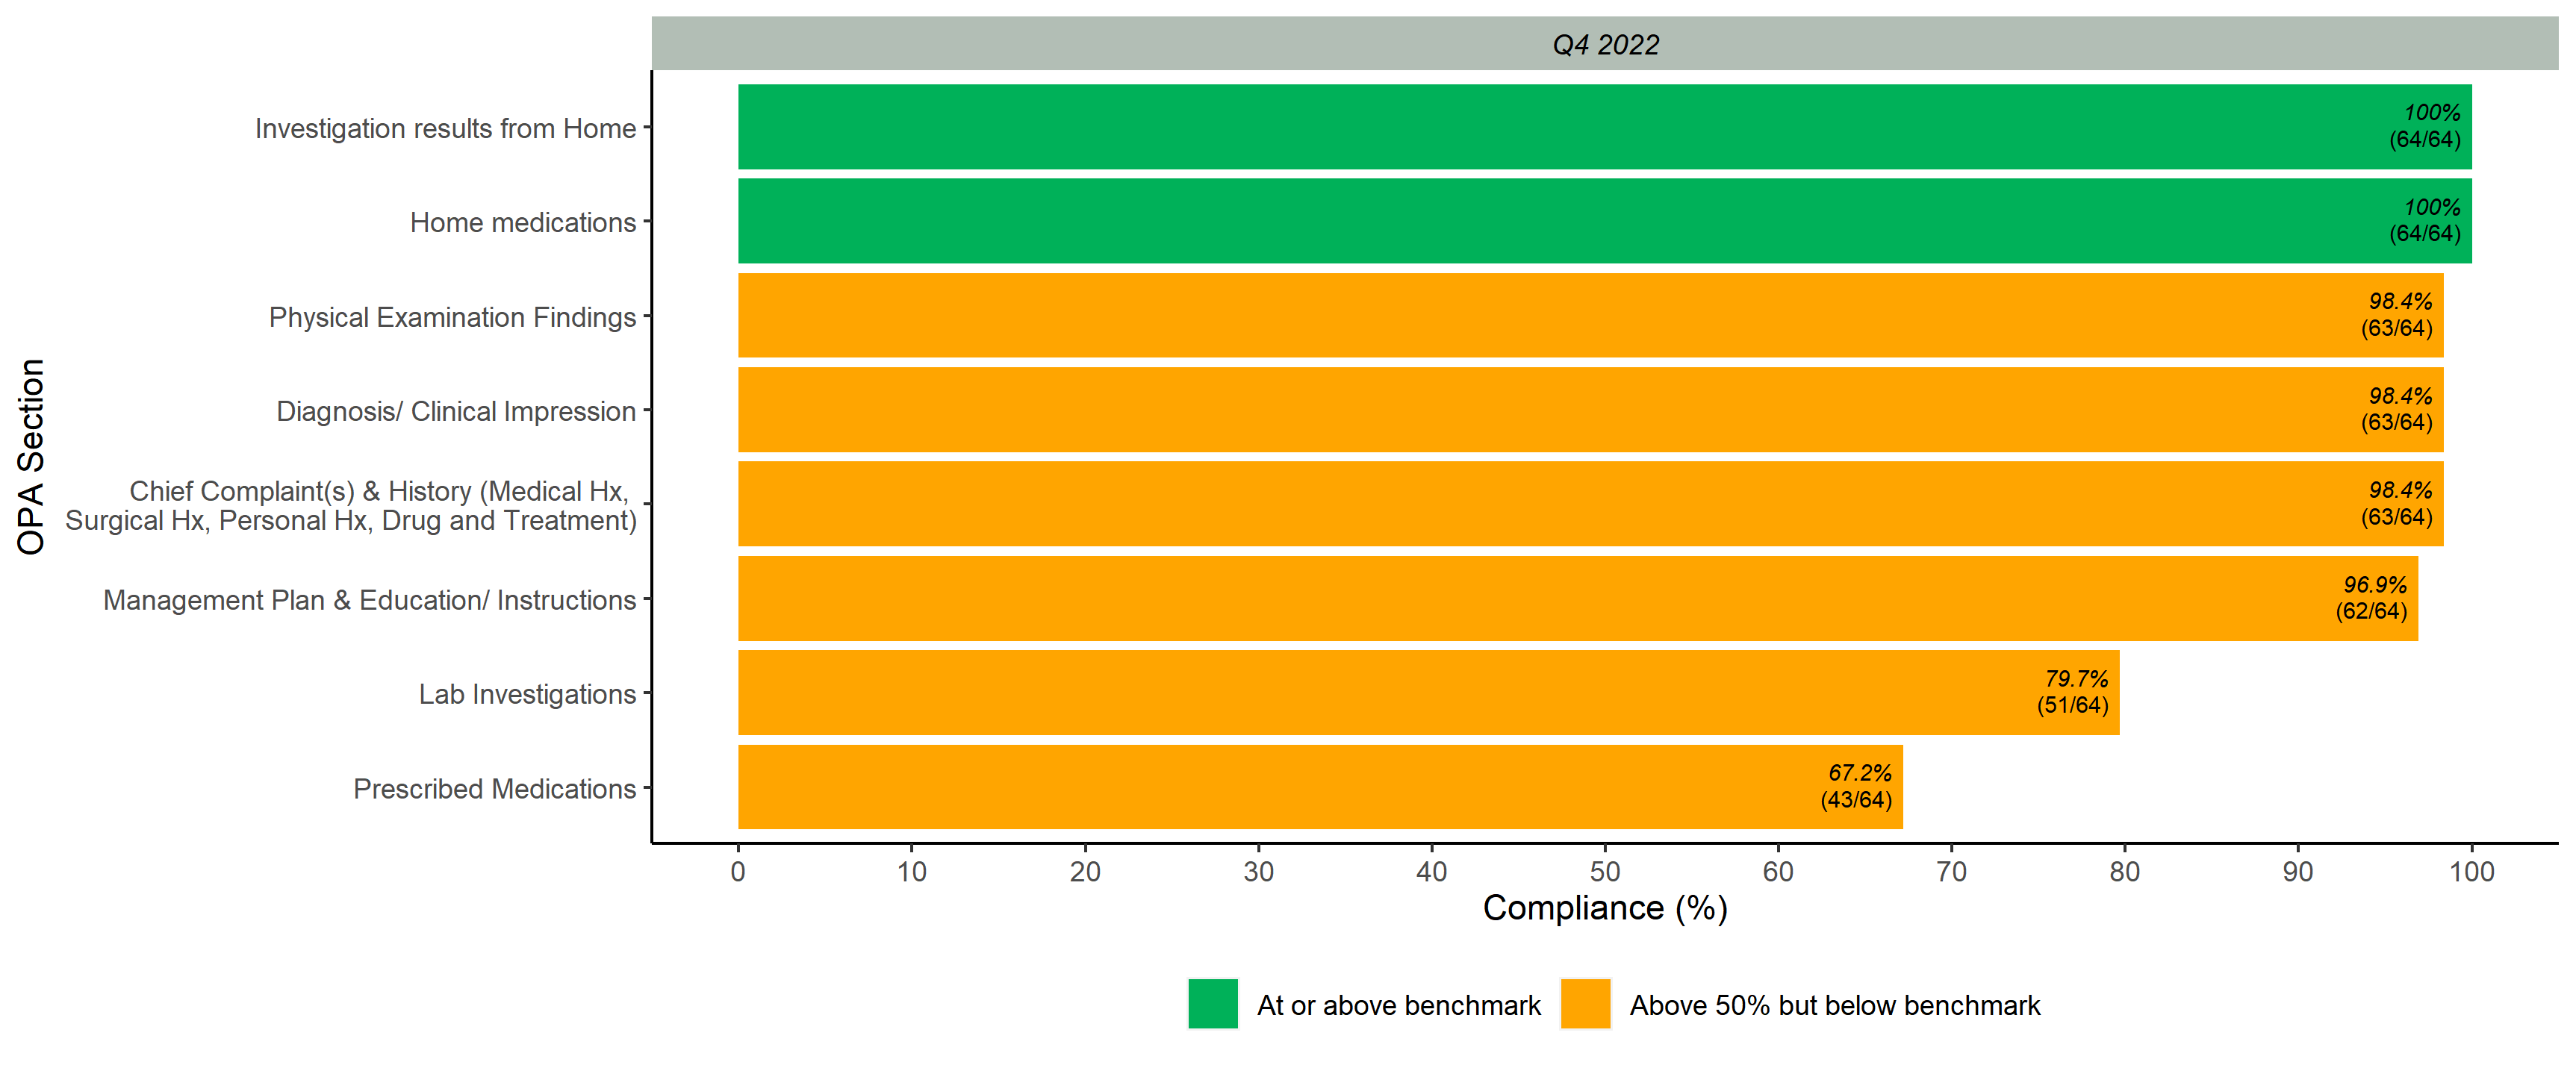 Q4 2022
OPA Section
Investigation results from Home
100%
(64/64)
Home medications
100%
(64/64)
Physical Examination Findings
98.4%
(63/64)
Diagnosis/ Clinical Impression
98.4%
(63/64)
Chief Complaint(s) & History (Medical Hx,
Surgical Hx, Personal Hx, Drug and Treatment)
98.4%
(63/64)
Management Plan & Education/ Instructions
96.9%
(62/64)
Lab Investigations
79.7%
(51/64)
Prescribed Medications
67.2%
(43/64)
0 10 20 30 40 50 60 70 80 90 100
Compliance (%)
At or above benchmark Above 50% but below benchmark